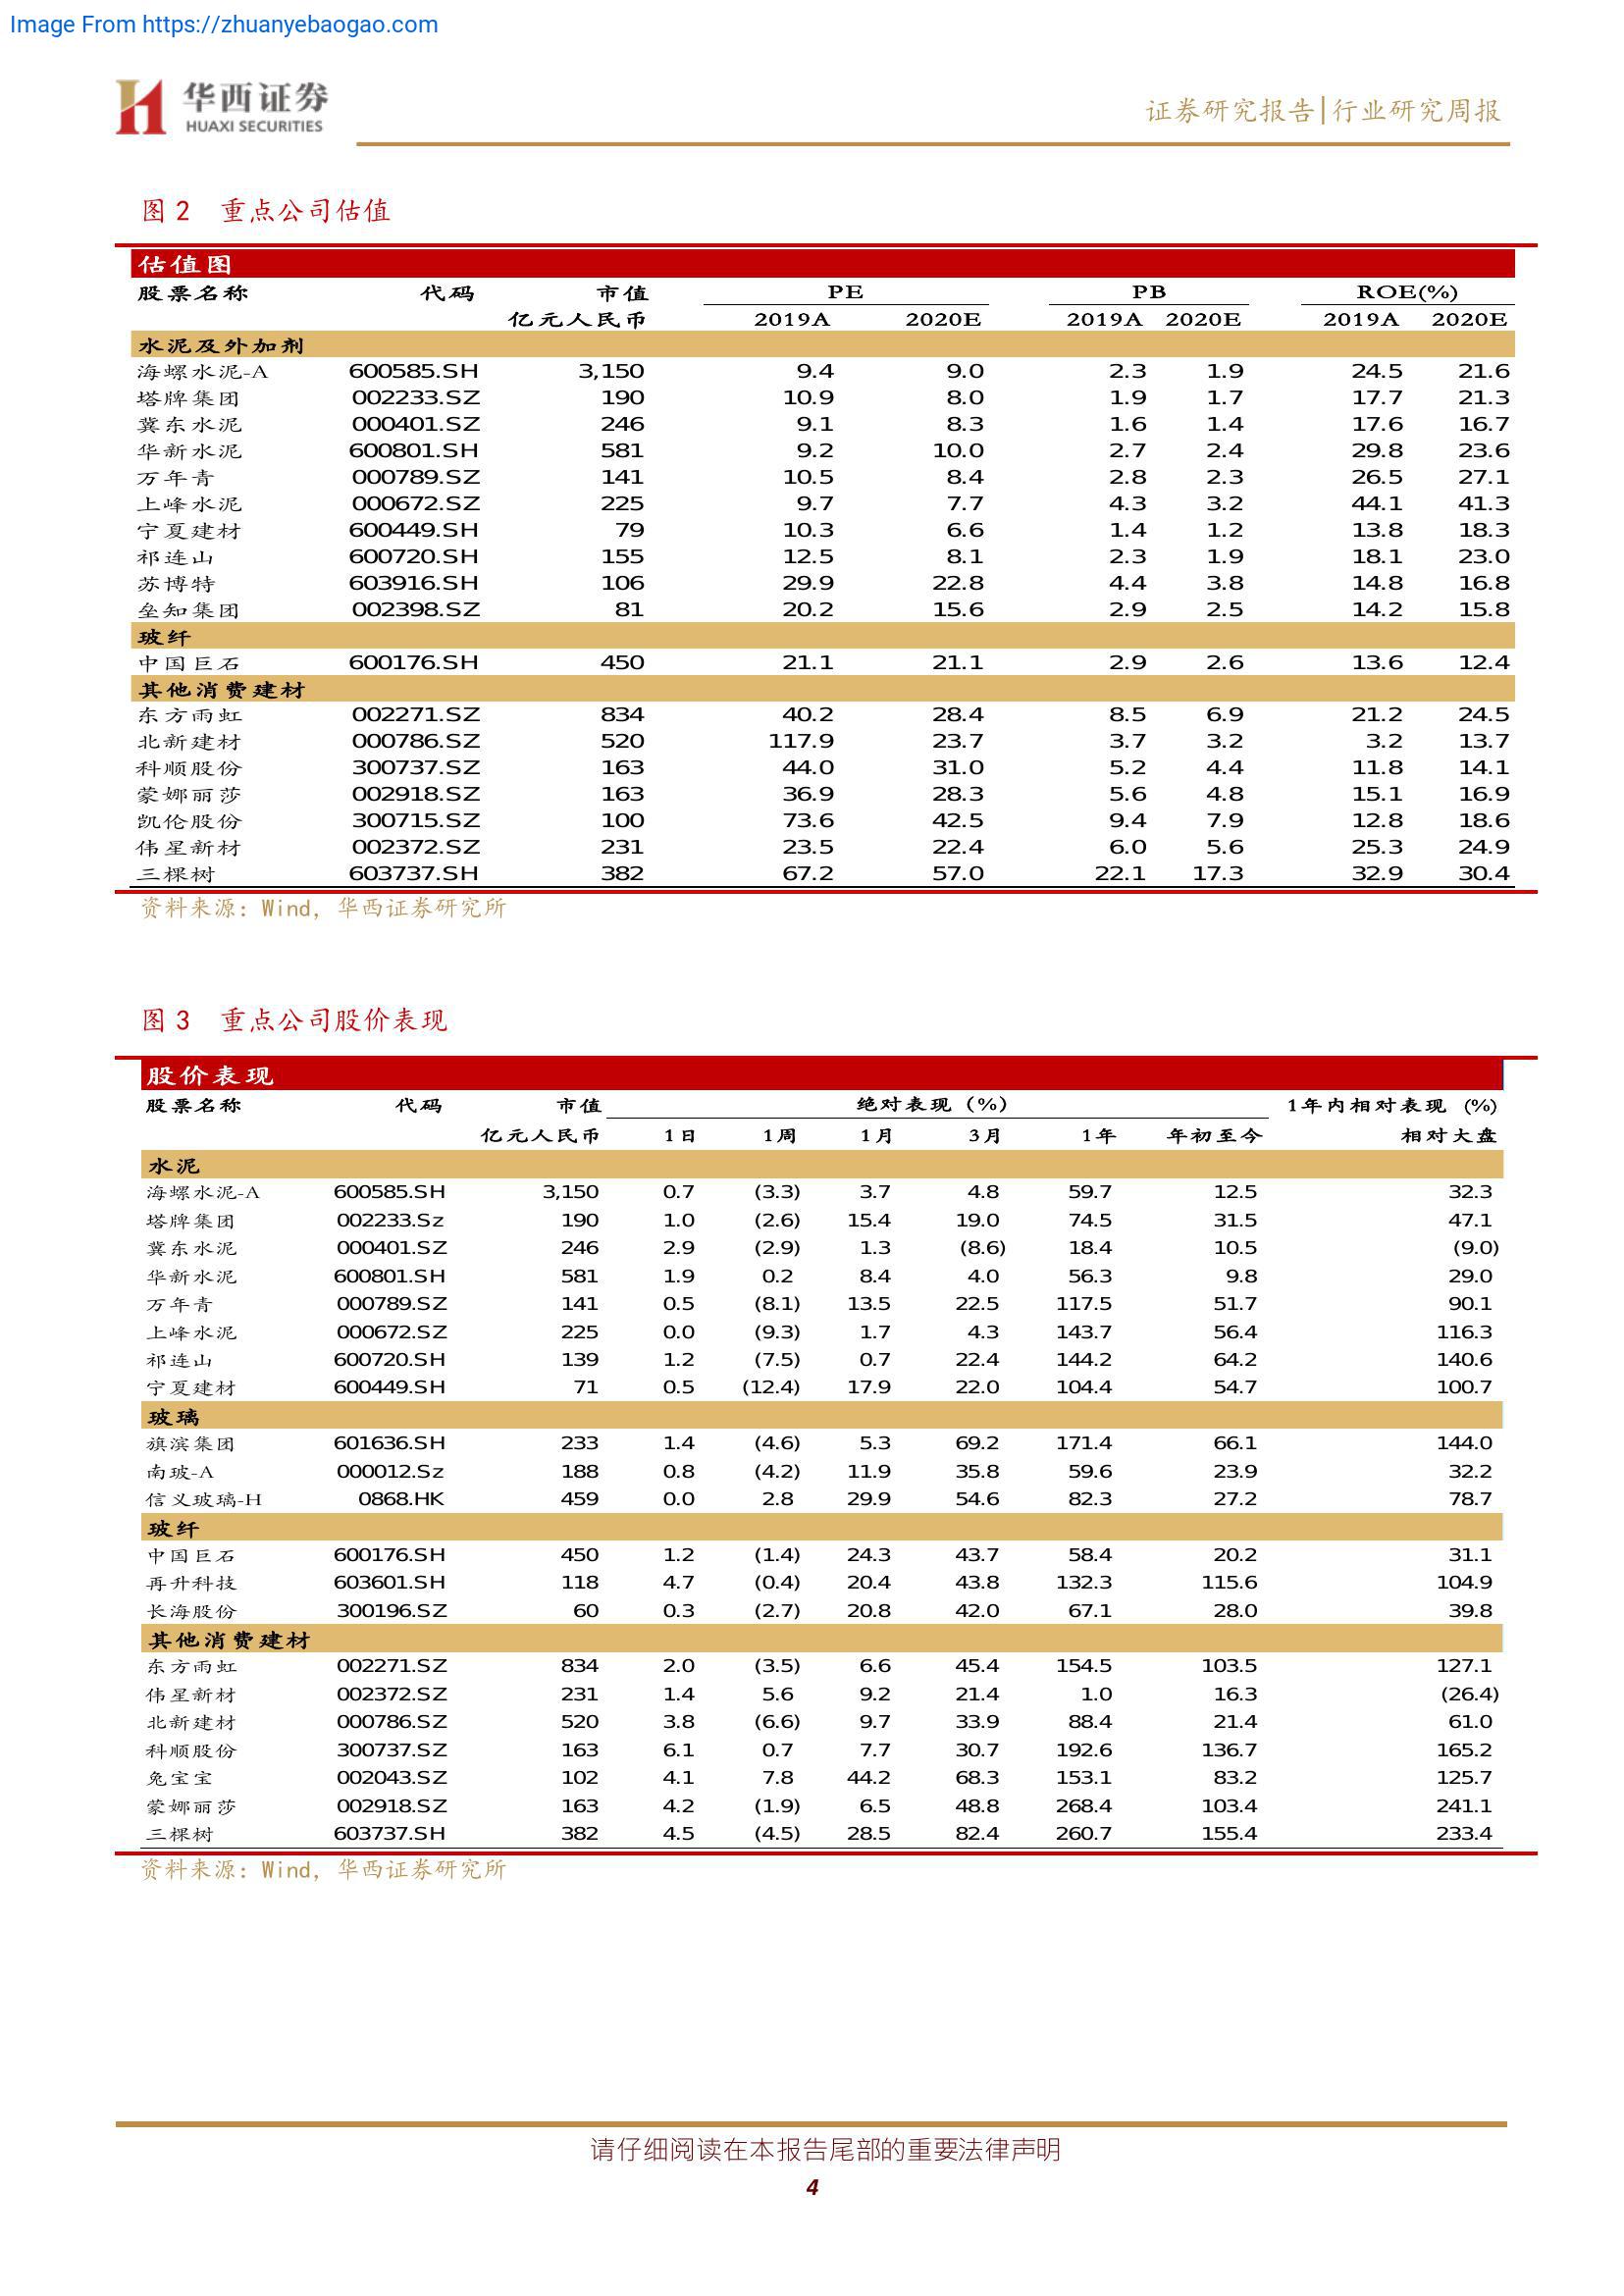 Image From https://zhuanyebaogao.com
华西证券
HUAXI SECURITIES
证券研究报告|行业研究周报
图 2 重点公司估值
估值图
股票名称 代码 市值 PE PB ROE(%)
亿元人民币 2019A 2020E 2019A 2020E 2019A 2020E
水泥及外加剂
海螺水泥-A 600585.SH 3,150 9.4 9.0 2.3 1.9 24.5 21.6
塔牌集团 002233.SZ 190 10.9 8.0 1.9 1.7 17.7 21.3
冀东水泥 000401.SZ 246 9.1 8.3 1.6 1.4 17.6 16.7
华新水泥 600801.SH 581 9.2 10.0 2.7 2.4 29.8 23.6
万年青 000789.SZ 141 10.5 8.4 2.8 2.3 26.5 27.1
上峰水泥 000672.SZ 225 9.7 7.7 4.3 3.2 44.1 41.3
宁夏建材 600449.SH 79 10.3 6.6 1.4 1.2 13.8 18.3
祁连山 600720.SH 155 12.5 8.1 2.3 1.9 18.1 23.0
苏博特 603916.SH 106 29.9 22.8 4.4 3.8 14.8 16.8
垒知集团 002398.SZ 81 20.2 15.6 2.9 2.5 14.2 15.8
玻纤
中国巨石 600176.SH 450 21.1 21.1 2.9 2.6 13.6 12.4
其他消费建材
东方雨虹 002271.SZ 834 40.2 28.4 8.5 6.9 21.2 24.5
北新建材 000786.SZ 520 117.9 23.7 3.7 3.2 3.2 13.7
科顺股份 300737.SZ 163 44.0 31.0 5.2 4.4 11.8 14.1
蒙娜丽莎 002918.SZ 163 36.9 28.3 5.6 4.8 15.1 16.9
凯伦股份 300715.SZ 100 73.6 42.5 9.4 7.9 12.8 18.6
伟星新材 002372.SZ 231 23.5 22.4 6.0 5.6 25.3 24.9
三棵树 603737.SH 382 67.2 57.0 22.1 17.3 32.9 30.4
资料来源：Wind，华西证券研究所
图 3 重点公司股价表现
股价表现
股票名称 代码 市值 绝对表现 (%) 1年内相对表现 (%)
亿元人民币 1日 1周 1月 3月 1年 年初至今 相对大盘
水泥
海螺水泥-A 600585.SH 3,150 0.7 (3.3) 3.7 4.8 59.7 12.5 32.3
塔牌集团 002233.Sz 190 1.0 (2.6) 15.4 19.0 74.5 31.5 47.1
冀东水泥 000401.SZ 246 2.9 (2.9) 1.3 (8.6) 18.4 10.5 (9.0)
华新水泥 600801.SH 581 1.9 0.2 8.4 4.0 56.3 9.8 29.0
万年青 000789.SZ 141 0.5 (8.1) 13.5 22.5 117.5 51.7 90.1
上峰水泥 000672.SZ 225 0.0 (9.3) 1.7 4.3 143.7 56.4 116.3
祁连山 600720.SH 139 1.2 (7.5) 0.7 22.4 144.2 64.2 140.6
宁夏建材 600449.SH 71 0.5 (12.4) 17.9 22.0 104.4 54.7 100.7
玻璃
旗滨集团 601636.SH 233 1.4 (4.6) 5.3 69.2 171.4 66.1 144.0
南玻-A 000012.Sz 188 0.8 (4.2) 11.9 35.8 59.6 23.9 32.2
信义玻璃-H 0868.HK 459 0.0 2.8 29.9 54.6 82.3 27.2 78.7
玻纤
中国巨石 600176.SH 450 1.2 (1.4) 24.3 43.7 58.4 20.2 31.1
再升科技 603601.SH 118 4.7 (0.4) 20.4 43.8 132.3 115.6 104.9
长海股份 300196.SZ 60 0.3 (2.7) 20.8 42.0 67.1 28.0 39.8
其他消费建材
东方雨虹 002271.SZ 834 2.0 (3.5) 6.6 45.4 154.5 103.5 127.1
伟星新材 002372.SZ 231 1.4 5.6 9.2 21.4 1.0 16.3 (26.4)
北新建材 000786.SZ 520 3.8 (6.6) 9.7 33.9 88.4 21.4 61.0
科顺股份 300737.SZ 163 6.1 0.7 7.7 30.7 192.6 136.7 165.2
兔宝宝 002043.SZ 102 4.1 7.8 44.2 68.3 153.1 83.2 125.7
蒙娜丽莎 002918.SZ 163 4.2 (1.9) 6.5 48.8 268.4 103.4 241.1
三棵树 603737.SH 382 4.5 (4.5) 28.5 82.4 260.7 155.4 233.4
资料来源：Wind，华西证券研究所
请仔细阅读在本报告尾部的重要法律声明
4